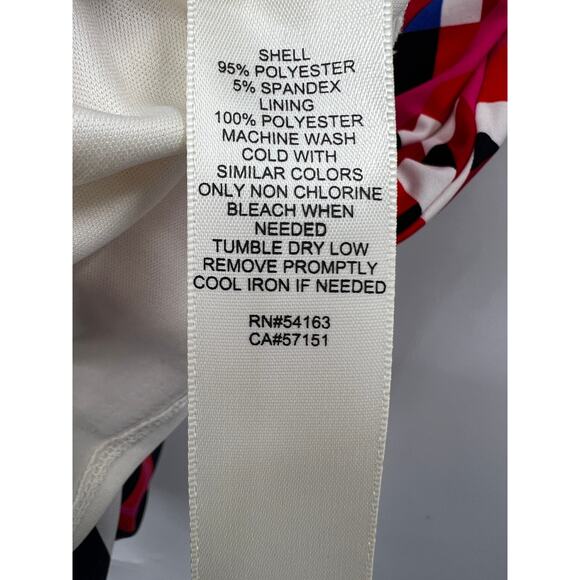 SHELL
95% POLYESTER
5% SPANDEX
LINING
100% POLYESTER
MACHINE WASH
COLD WITH
SIMILAR COLORS
ONLY NON CHLORINE
BLEACH WHEN
NEEDED
TUMBLE DRY LOW
REMOVE PROMPTLY
COOL IRON IF NEEDED
RN#54163
CA#57151